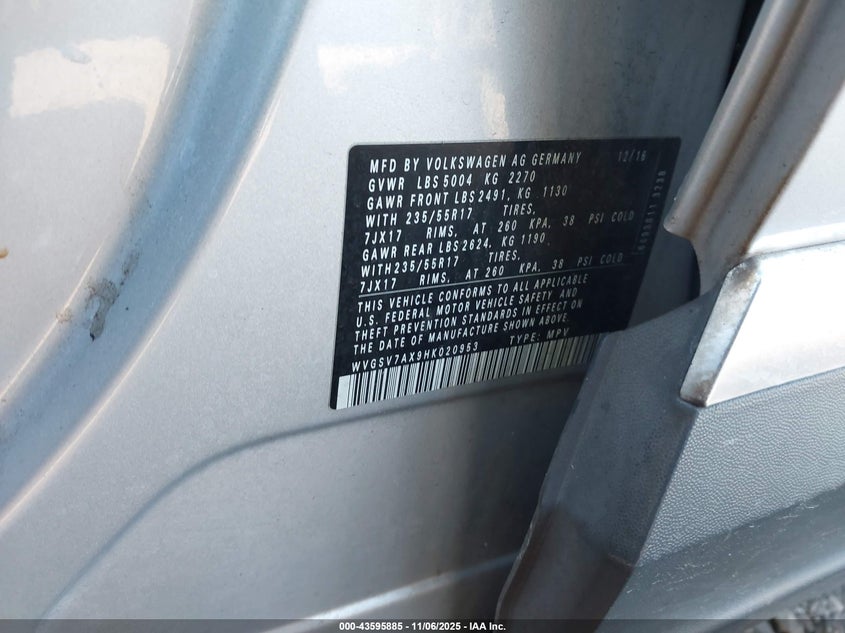 MFD BY VOLKSWAGEN AG GERMANY 12/16
GVWR LBS 5004 KG 2270
GAWR FRONT LBS 2491, KG 1130
WITH 235/55R17 TIRES,
7JX17 RIMS, AT 260 KPA, 38 PSI COLD
GAWR REAR LBS 2624, KG 1190,
WITH 235/55R17 TIRES,
7JX17 RIMS, AT 260 KPA, 38 PSI COLD
THIS VEHICLE CONFORMS TO ALL APPLICABLE
U.S. FEDERAL MOTOR VEHICLE SAFETY AND
THEFT PREVENTION STANDARDS IN EFFECT ON
THE DATE OF MANUFACTURE SHOWN ABOVE.
WVGSV7AX9HK020953 TYPE: MPV
000-43595885 - 11/06/2025 - IAA Inc.